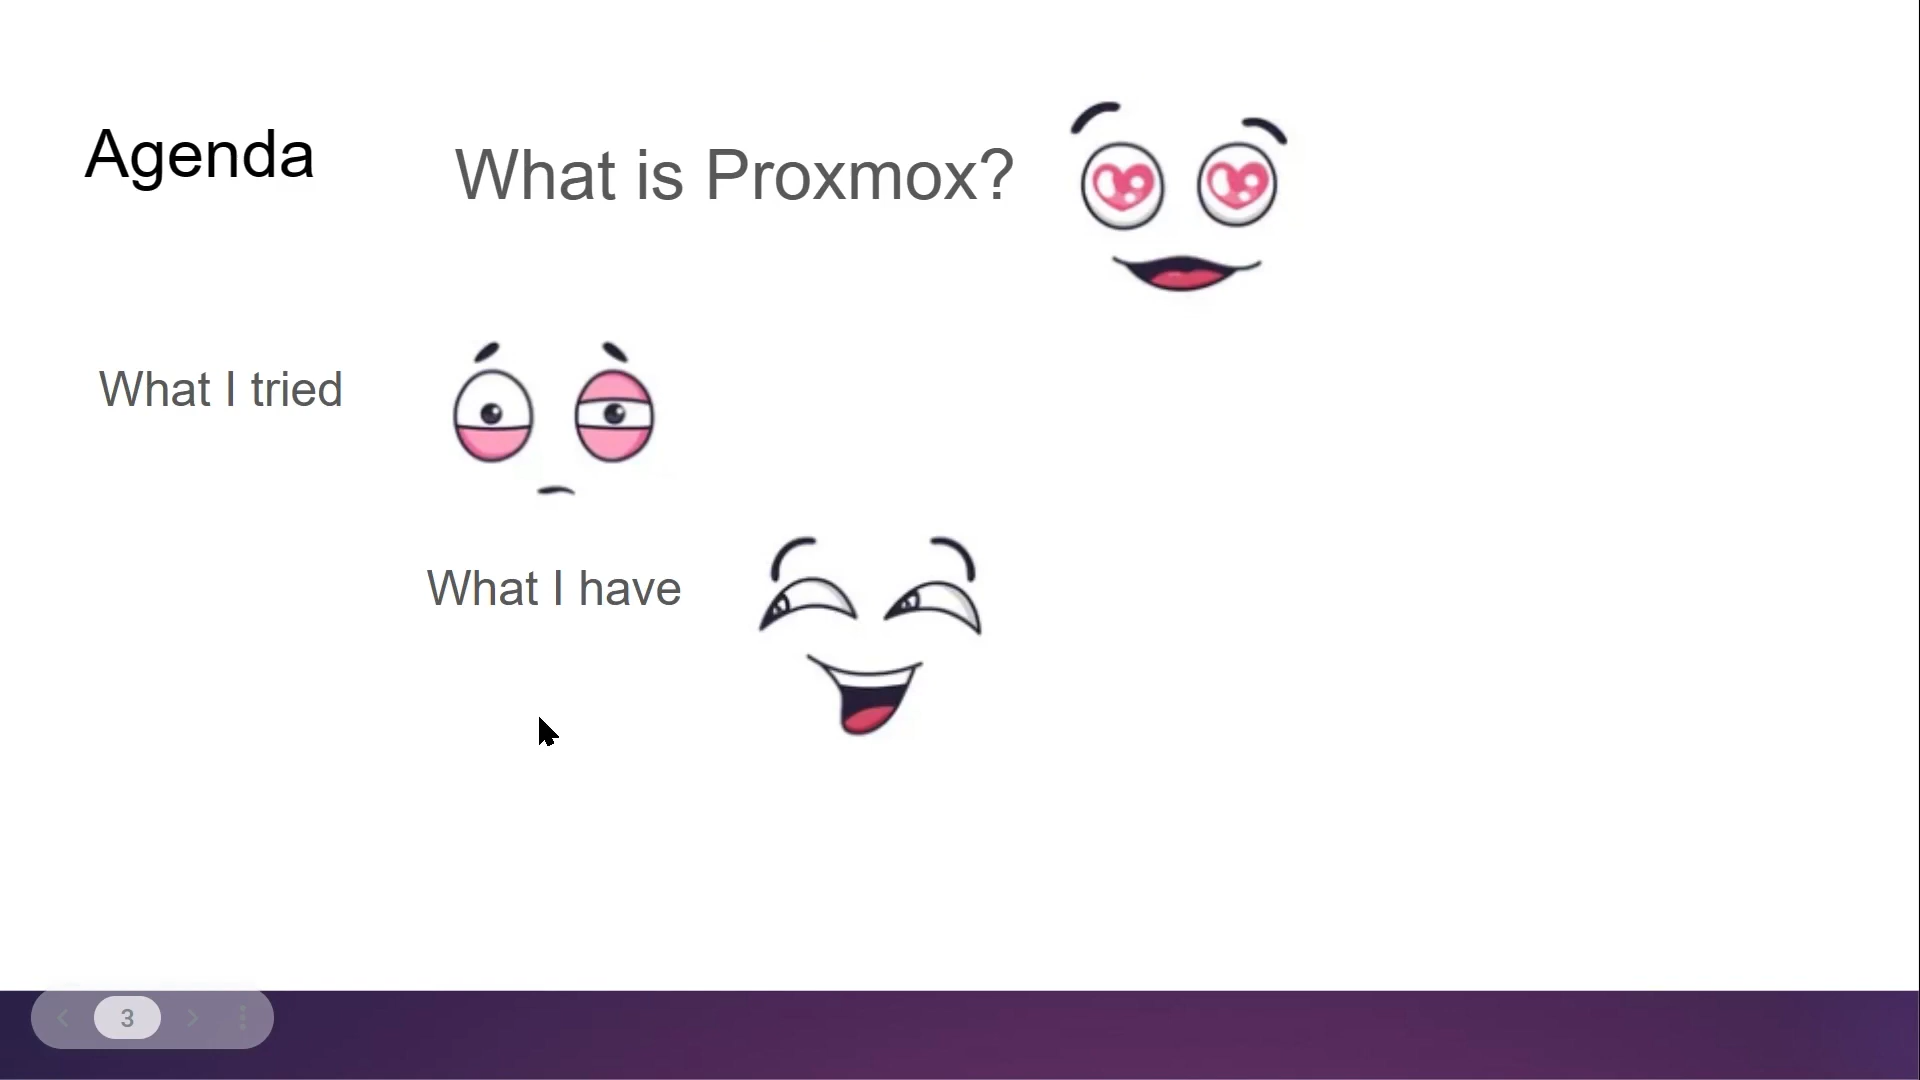 Agenda
What is Proxmox?
What I tried
What I have
3